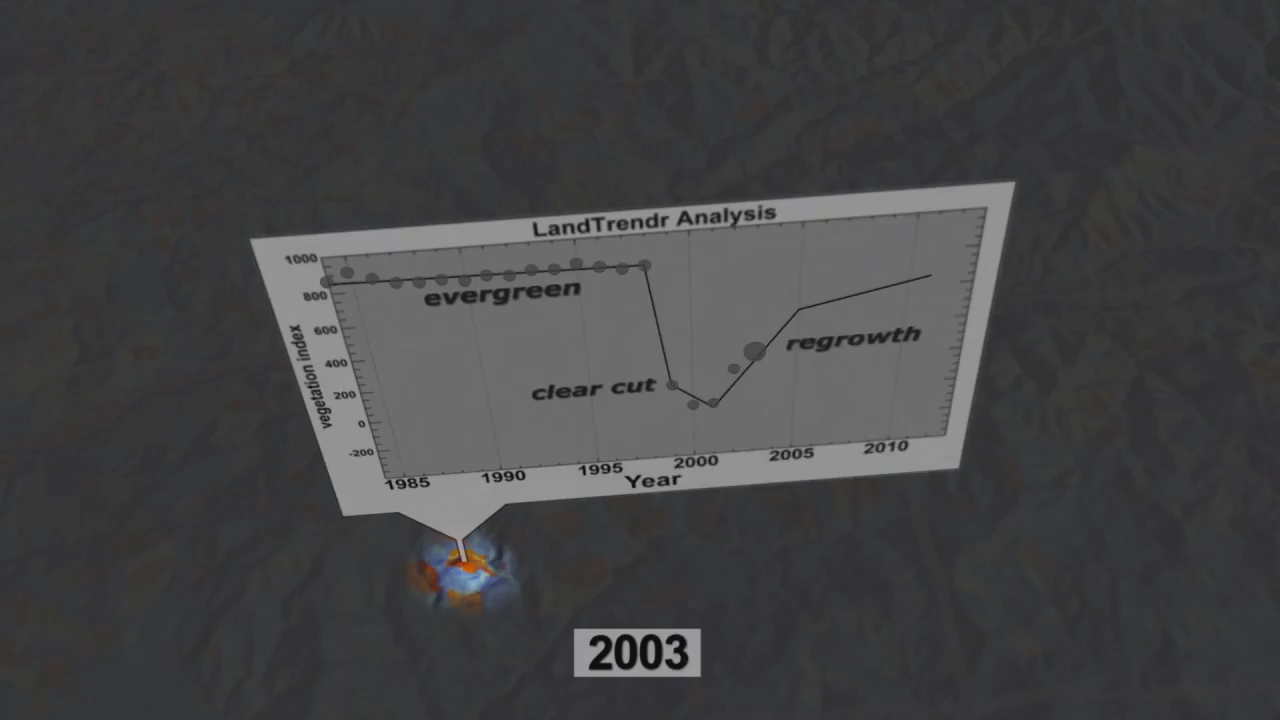 LandTrendr Analysis
1000
800
600
400
200
0
-200
vegetation index
evergreen
clear cut
regrowth
1985 1990 1995 2000 2005 2010
Year
2003